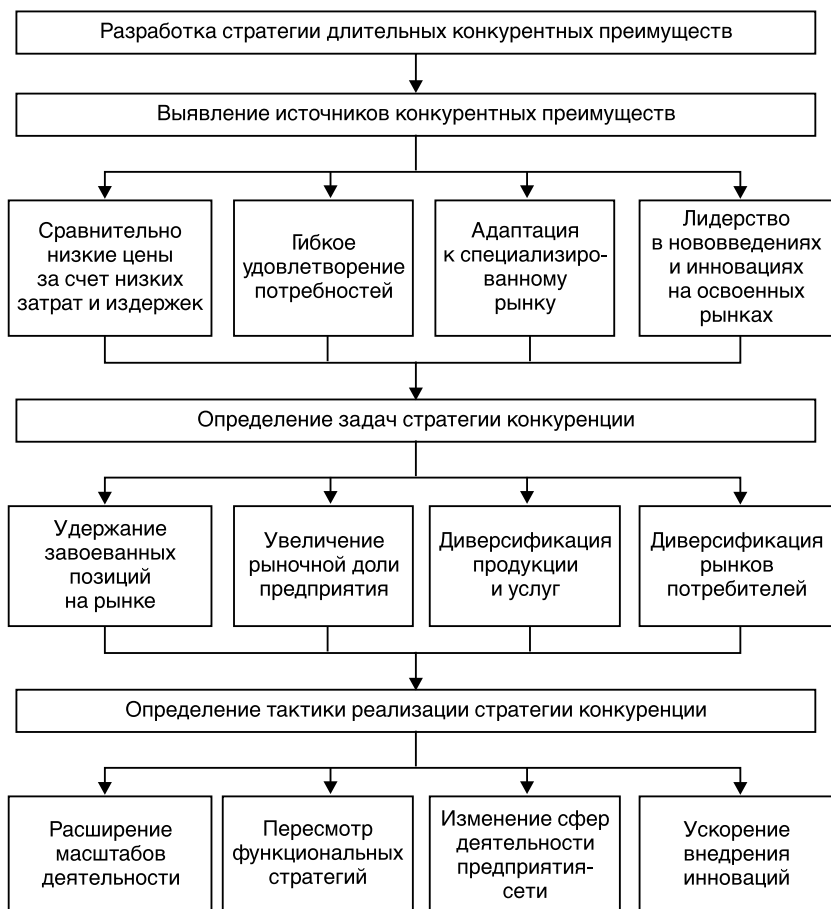 Разработка стратегии длительных конкурентных преимуществ
Выявление источников конкурентных преимуществ
Сравнительно
низкие цены
за счет низких
затрат и издержек
Гибкое
удовлетворение
потребностей
Адаптация
к специализиро-
ванному
рынку
Лидерство
в нововведениях
и инновациях
на освоенных
рынках
Определение задач стратегии конкуренции
Удержание
завоеванных
позиций
на рынке
Увеличение
рыночной доли
предприятия
Диверсификация
продукции
и услуг
Диверсификация
рынков
потребителей
Определение тактики реализации стратегии конкуренции
Расширение
масштабов
деятельности
Пересмотр
функциональных
стратегий
Изменение сфер
деятельности
предприятия-
сети
Ускорение
внедрения
инноваций